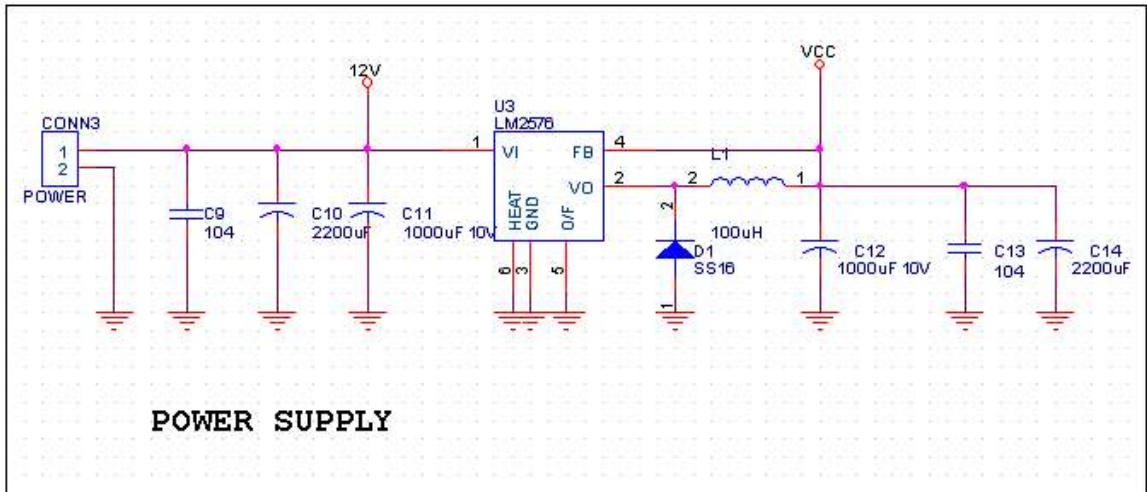 VCC
12V
U3
LM2576
CONN3
1
2
POWER
1
VI
FB
4
L1
VO
2
2
1
HEAT
GND
O/F
6
3
5
C9
104
C10
2200uF
C11
1000uF 10V
2
100uH
D1
SS16
1
C12
1000uF 10V
C13
104
C14
2200uF
POWER SUPPLY